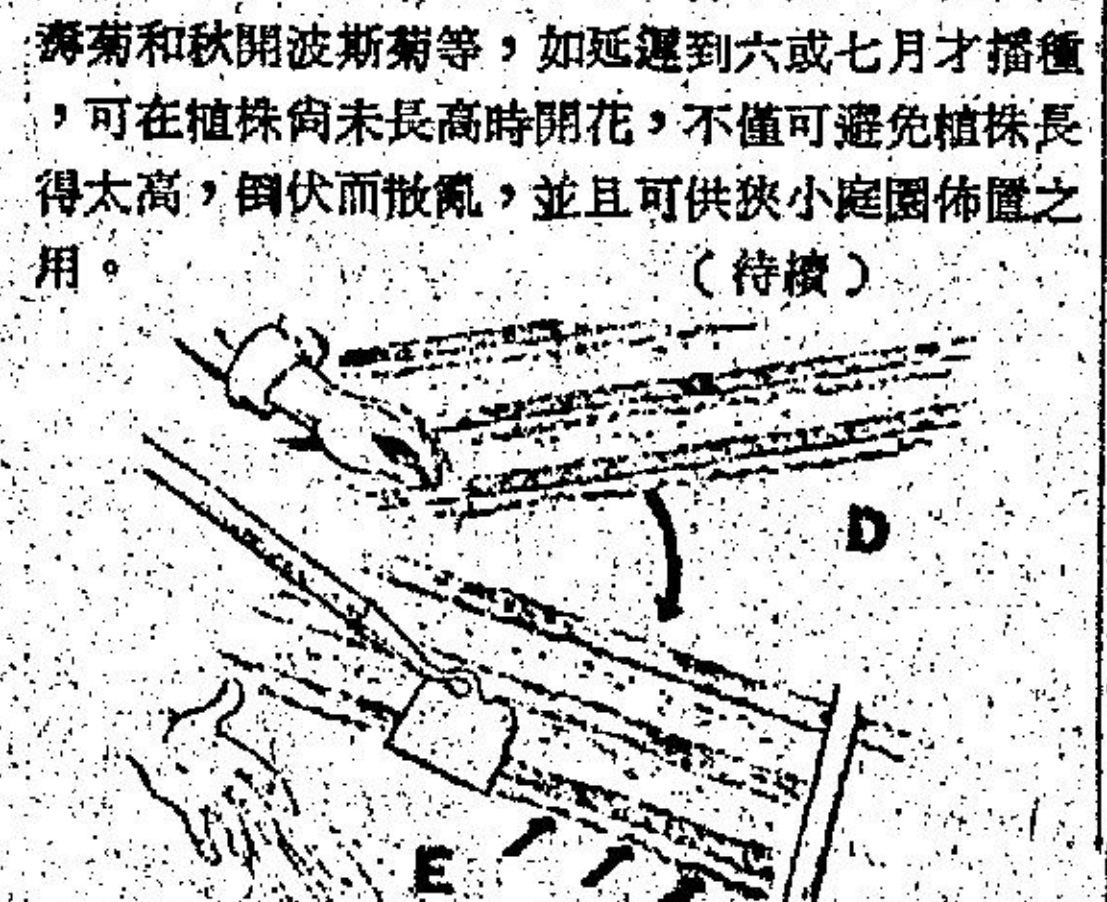 壽菊和秋開波斯菊等，如延遲到六或七月才播種
，可在植株尚未長高時開花，不僅可避免植株長
得太高，倒伏而散亂，並且可供狹小庭園佈置之
用。　　　　　　　　　　　　（待續）
D
E